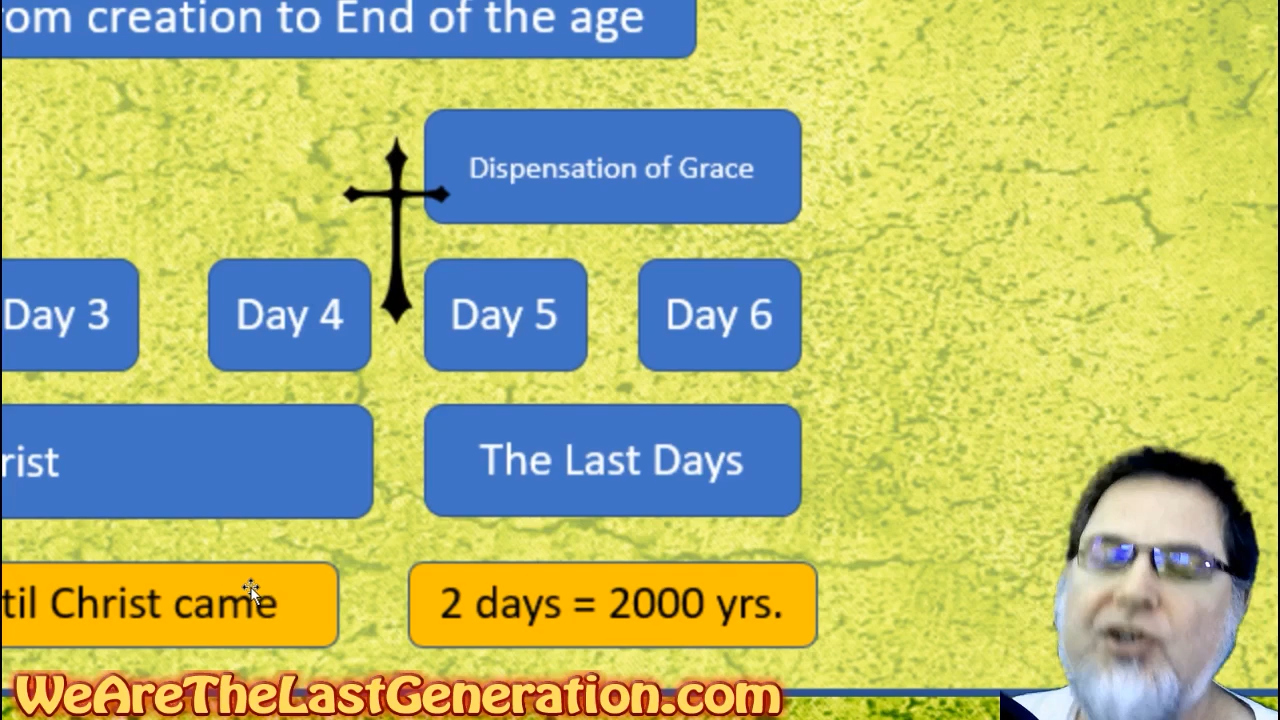 om creation to End of the age
Dispensation of Grace
Day 3
Day 4
Day 5
Day 6
rist
The Last Days
til Christ came
2 days = 2000 yrs.
WeAreTheLastGeneration.com